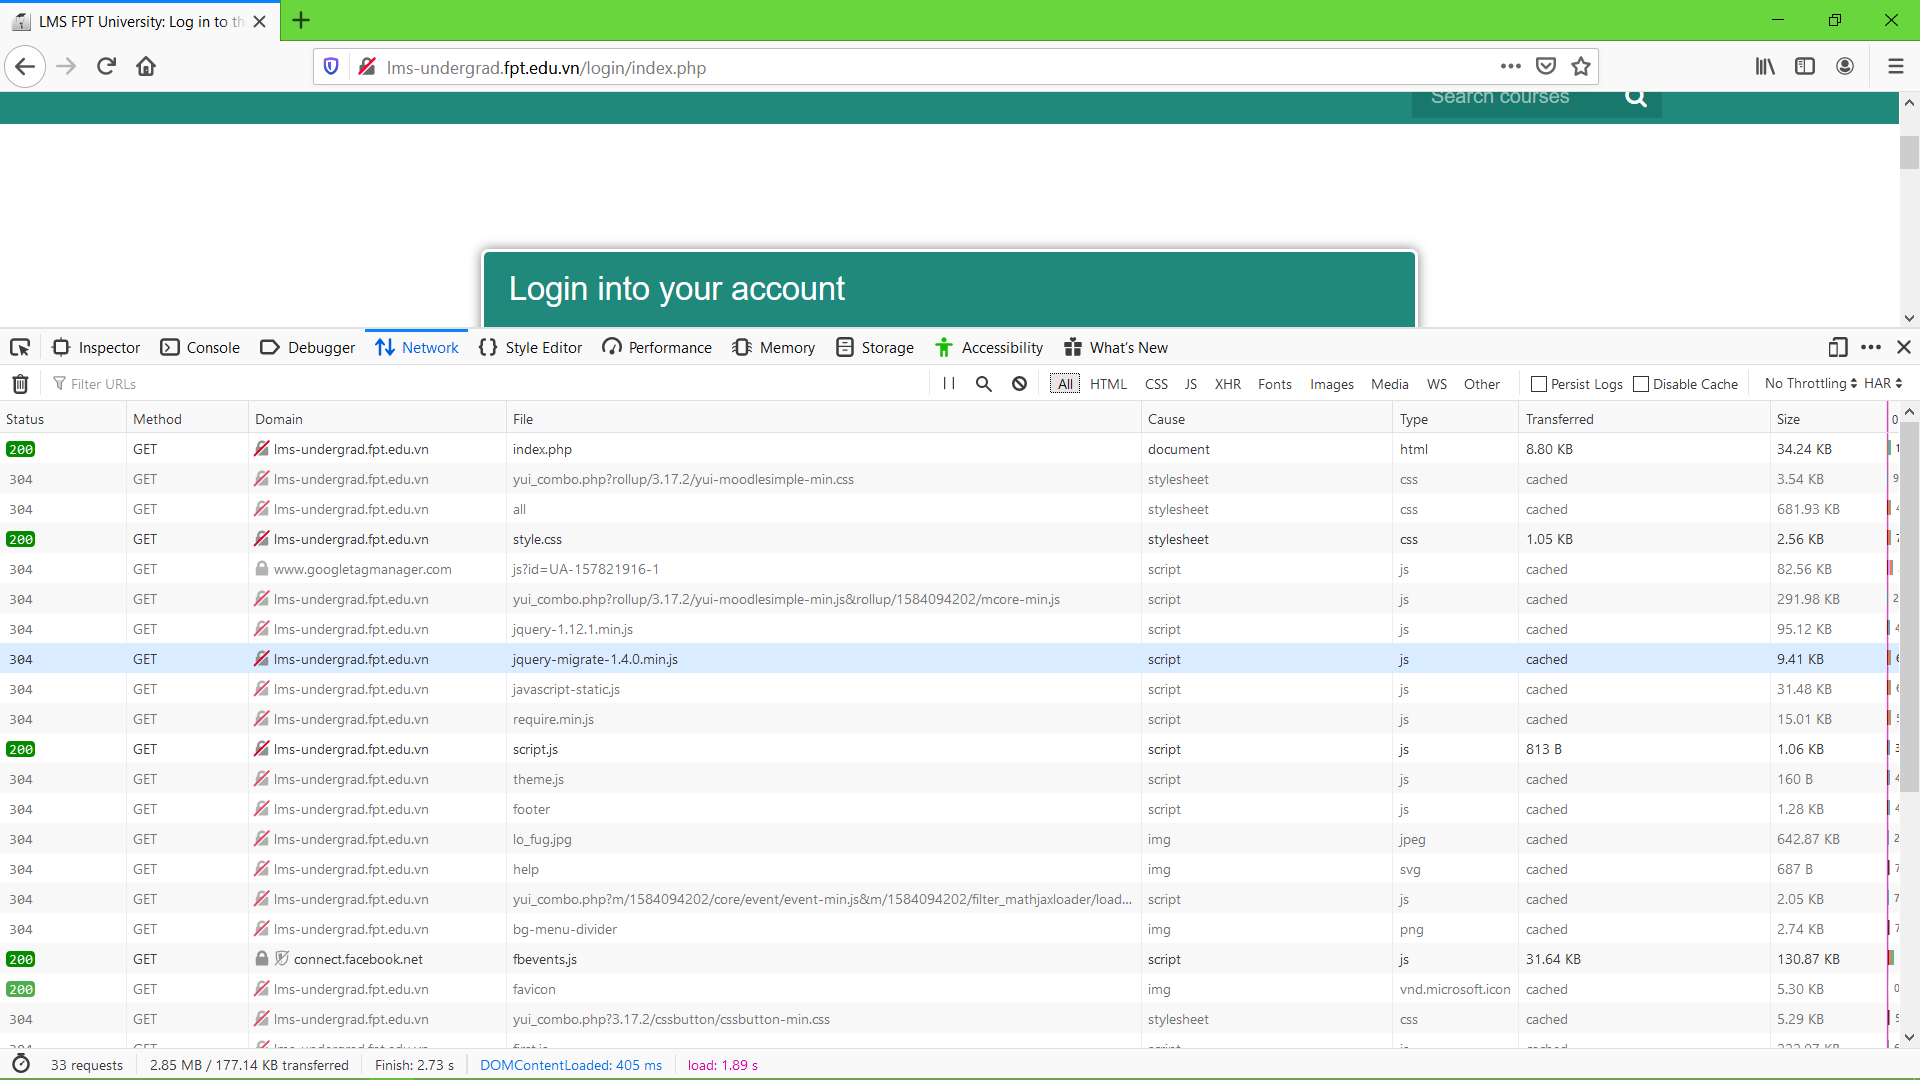 LMS FPT University: Log in to th
lms-undergrad.fpt.edu.vn/login/index.php
Search courses
Login into your account
Inspector Console Debugger Network Style Editor Performance Memory Storage Accessibility What's New
Filter URLs All HTML CSS JS XHR Fonts Images Media WS Other Persist Logs Disable Cache No Throttling HAR
Status Method Domain File Cause Type Transferred Size 0
200 GET lms-undergrad.fpt.edu.vn index.php document html 8.80 KB 34.24 KB 1
304 GET lms-undergrad.fpt.edu.vn yui_combo.php?rollup/3.17.2/yui-moodlesimple-min.css stylesheet css cached 3.54 KB 9
304 GET lms-undergrad.fpt.edu.vn all stylesheet css cached 681.93 KB 4
200 GET lms-undergrad.fpt.edu.vn style.css stylesheet css 1.05 KB 2.56 KB 7
304 GET www.googletagmanager.com js?id=UA-157821916-1 script js cached 82.56 KB
304 GET lms-undergrad.fpt.edu.vn yui_combo.php?rollup/3.17.2/yui-moodlesimple-min.js&rollup/1584094202/mcore-min.js script js cached 291.98 KB 2
304 GET lms-undergrad.fpt.edu.vn jquery-1.12.1.min.js script js cached 95.12 KB 4
304 GET lms-undergrad.fpt.edu.vn jquery-migrate-1.4.0.min.js script js cached 9.41 KB 6
304 GET lms-undergrad.fpt.edu.vn javascript-static.js script js cached 31.48 KB 6
304 GET lms-undergrad.fpt.edu.vn require.min.js script js cached 15.01 KB 5
200 GET lms-undergrad.fpt.edu.vn script.js script js 813 B 1.06 KB 3
304 GET lms-undergrad.fpt.edu.vn theme.js script js cached 160 B 4
304 GET lms-undergrad.fpt.edu.vn footer script js cached 1.28 KB 4
304 GET lms-undergrad.fpt.edu.vn lo_fug.jpg img jpeg cached 642.87 KB 2
304 GET lms-undergrad.fpt.edu.vn help img svg cached 687 B 7
304 GET lms-undergrad.fpt.edu.vn yui_combo.php?m/1584094202/core/event/event-min.js&m/1584094202/filter_mathjaxloader/load... script js cached 2.05 KB 7
304 GET lms-undergrad.fpt.edu.vn bg-menu-divider img png cached 2.74 KB 7
200 GET connect.facebook.net fbevents.js script js 31.64 KB 130.87 KB
200 GET lms-undergrad.fpt.edu.vn favicon img vnd.microsoft.icon cached 5.30 KB 0
304 GET lms-undergrad.fpt.edu.vn yui_combo.php?3.17.2/cssbutton/cssbutton-min.css stylesheet css cached 5.29 KB 5
33 requests 2.85 MB / 177.14 KB transferred Finish: 2.73 s DOMContentLoaded: 405 ms load: 1.89 s